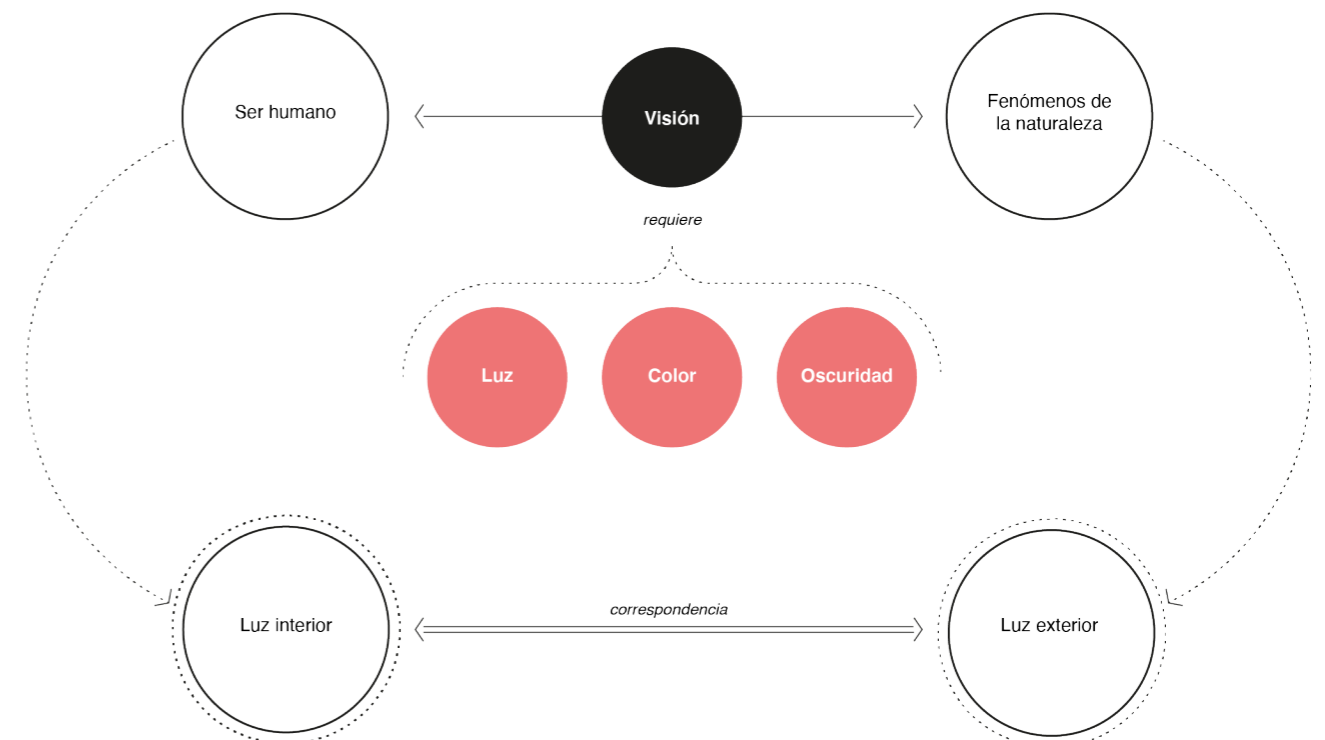 Ser humano
Visión
Fenómenos de
la naturaleza
requiere
Luz
Color
Oscuridad
correspondencia
Luz interior
Luz exterior